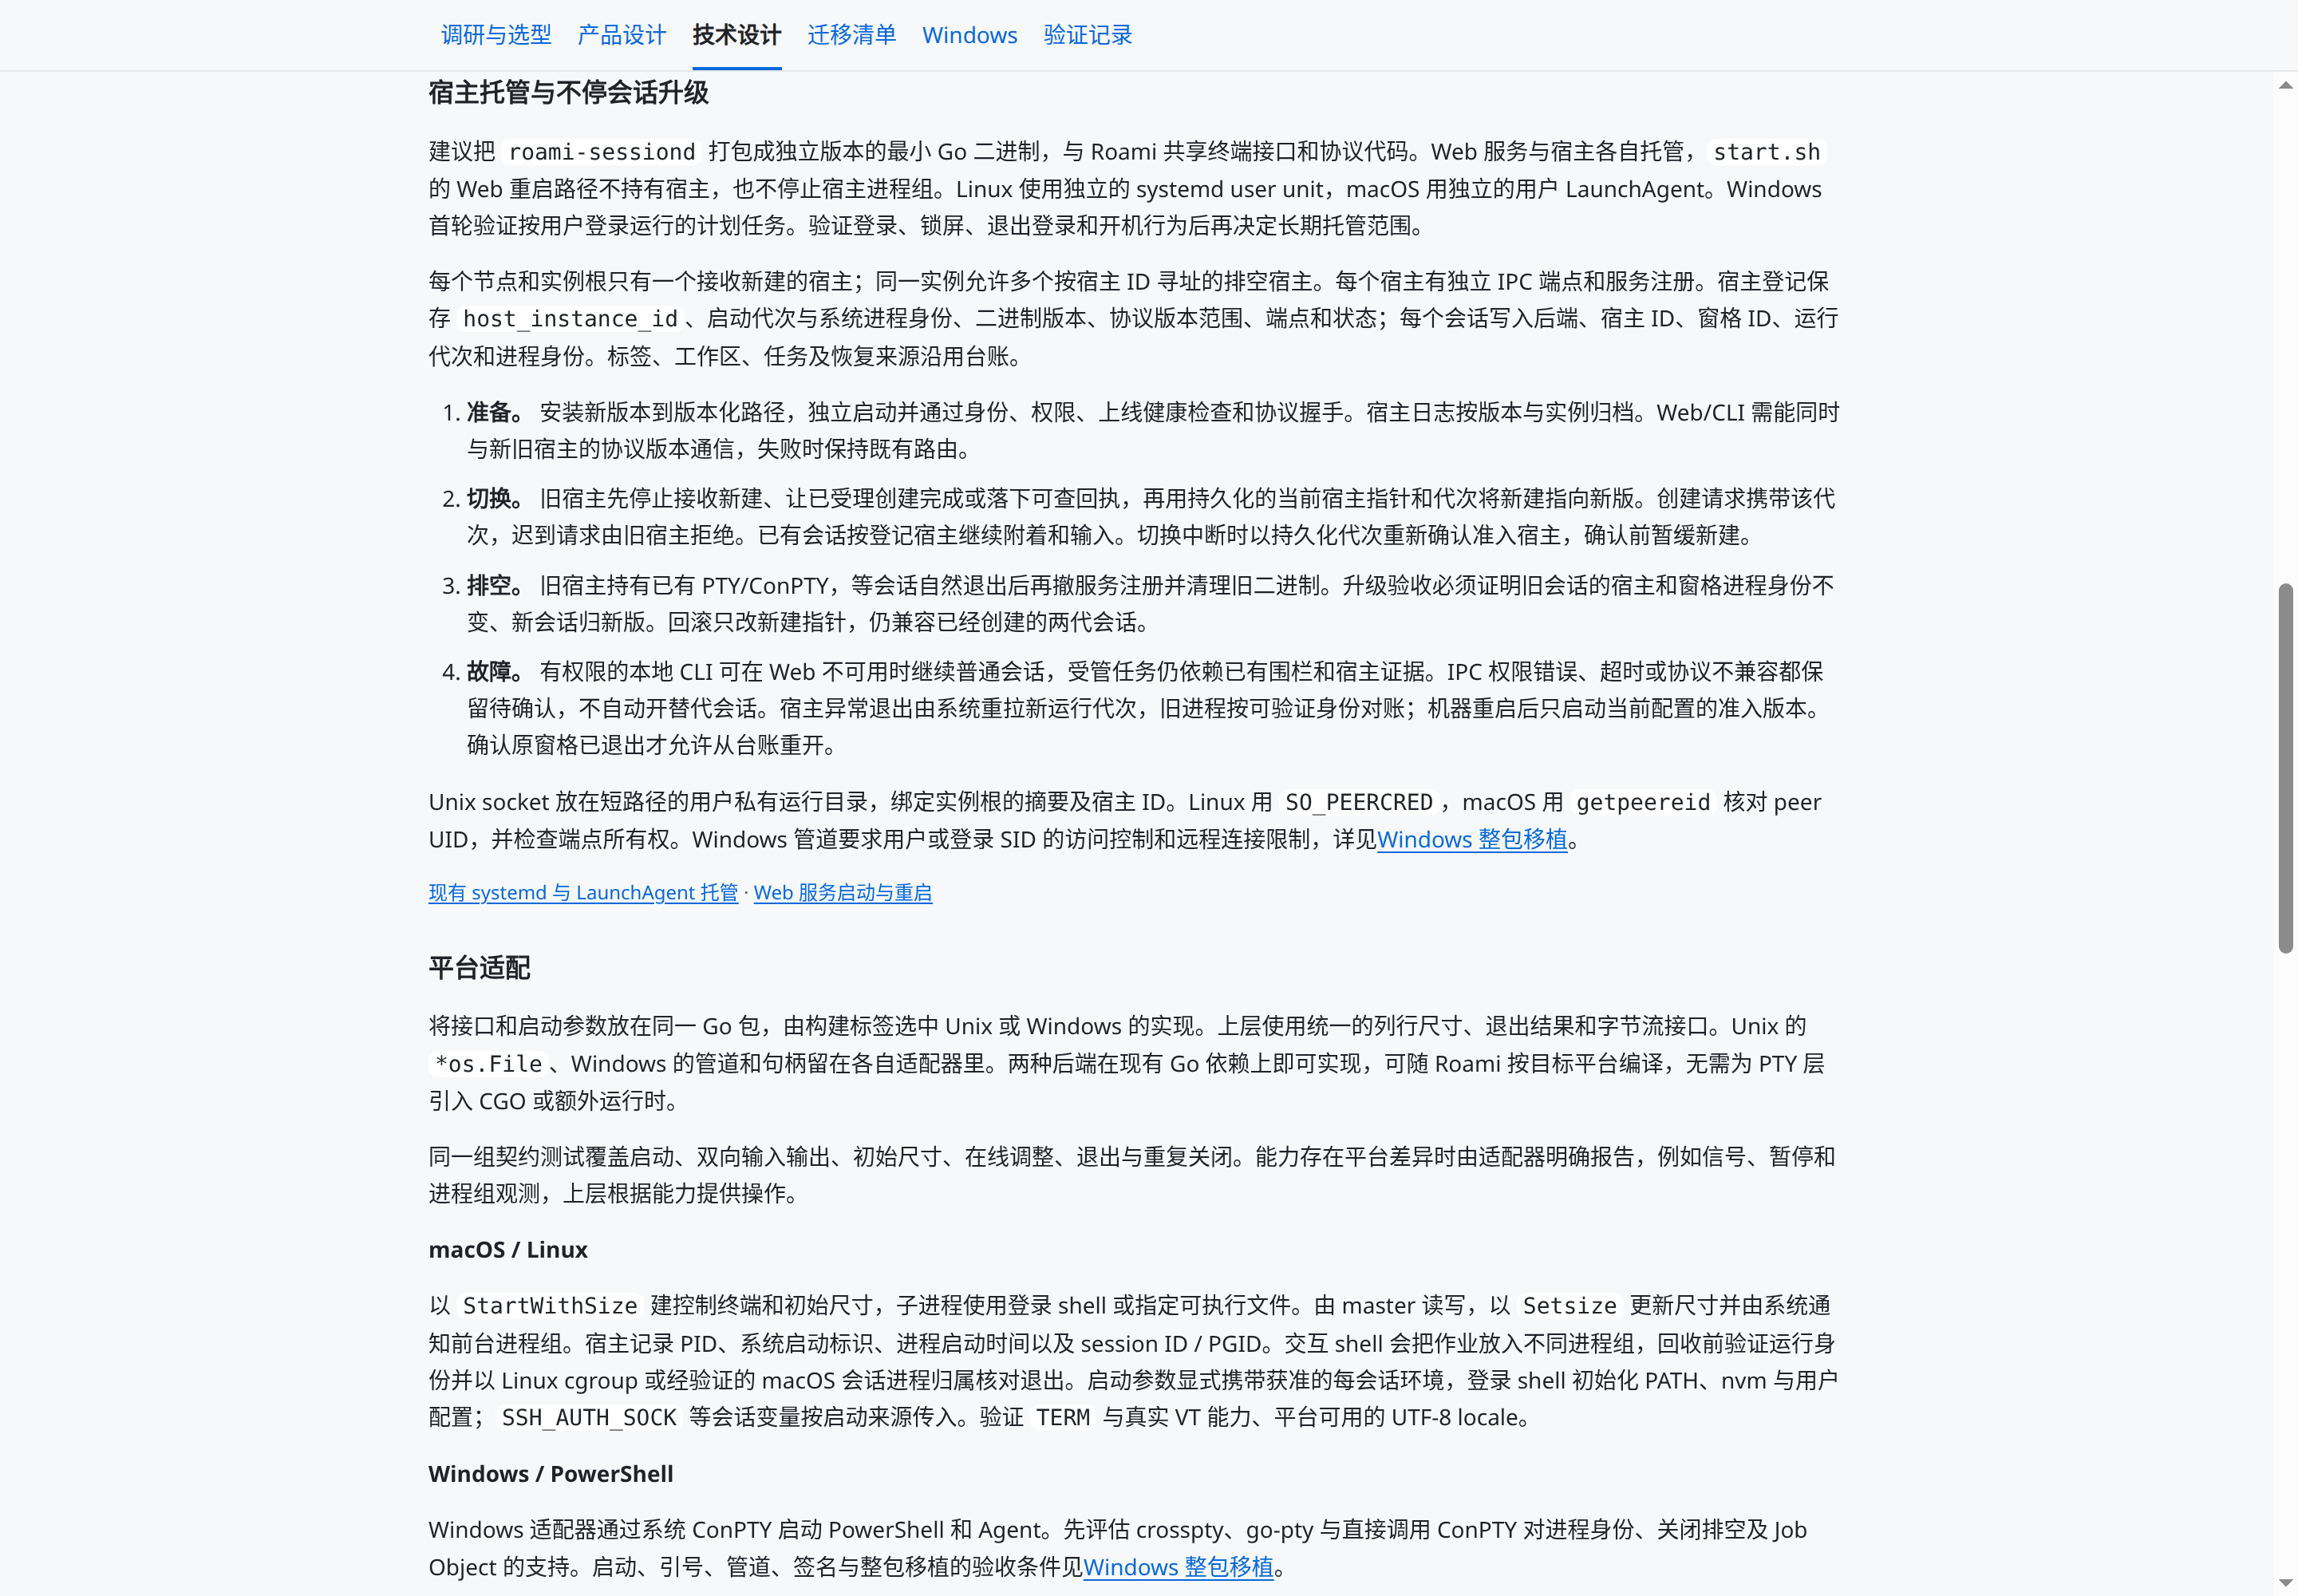 调研与选型 产品设计 技术设计 迁移清单 Windows 验证记录
宿主托管与不停会话升级
建议把 roami-sessiond 打包成独立版本的最小 Go 二进制，与 Roami 共享终端接口和协议代码。Web 服务与宿主各自托管，start.sh
的 Web 重启路径不持有宿主，也不停止宿主进程组。Linux 使用独立的 systemd user unit，macOS 用独立的用户 LaunchAgent。Windows
首轮验证按用户登录运行的计划任务。验证登录、锁屏、退出登录和开机行为后再决定长期托管范围。
每个节点和实例根只有一个接收新建的宿主；同一实例允许多个按宿主 ID 寻址的排空宿主。每个宿主有独立 IPC 端点和服务注册。宿主登记保
存 host_instance_id、启动代次与系统进程身份、二进制版本、协议版本范围、端点和状态；每个会话写入后端、宿主 ID、窗格 ID、运行
代次和进程身份。标签、工作区、任务及恢复来源沿用台账。
1. 准备。 安装新版本到版本化路径，独立启动并通过身份、权限、上线健康检查和协议握手。宿主日志按版本与实例归档。Web/CLI 需能同时
与新旧宿主的协议版本通信，失败时保持既有路由。
2. 切换。 旧宿主先停止接收新建、让已受理创建完成或落下可查回执，再用持久化的当前宿主指针和代次将新建指向新版。创建请求携带该代
次，迟到请求由旧宿主拒绝。已有会话按登记宿主继续附着和输入。切换中断时以持久化代次重新确认准入宿主，确认前暂缓新建。
3. 排空。 旧宿主持有已有 PTY/ConPTY，等会话自然退出后再撤服务注册并清理旧二进制。升级验收必须证明旧会话的宿主和窗格进程身份不
变、新会话归新版。回滚只改新建指针，仍兼容已经创建的两代会话。
4. 故障。 有权限的本地 CLI 可在 Web 不可用时继续普通会话，受管任务仍依赖已有围栏和宿主证据。IPC 权限错误、超时或协议不兼容都保
留待确认，不自动开替代会话。宿主异常退出由系统重拉新运行代次，旧进程按可验证身份对账；机器重启后只启动当前配置的准入版本。
确认原窗格已退出才允许从台账重开。
Unix socket 放在短路径的用户私有运行目录，绑定实例根的摘要及宿主 ID。Linux 用 SO_PEERCRED，macOS 用 getpeereid 核对 peer
UID，并检查端点所有权。Windows 管道要求用户或登录 SID 的访问控制和远程连接限制，详见Windows 整包移植。
现有 systemd 与 LaunchAgent 托管 · Web 服务启动与重启
平台适配
将接口和启动参数放在同一 Go 包，由构建标签选中 Unix 或 Windows 的实现。上层使用统一的列行尺寸、退出结果和字节流接口。Unix 的
*os.File、Windows 的管道和句柄留在各自适配器里。两种后端在现有 Go 依赖上即可实现，可随 Roami 按目标平台编译，无需为 PTY 层
引入 CGO 或额外运行时。
同一组契约测试覆盖启动、双向输入输出、初始尺寸、在线调整、退出与重复关闭。能力存在平台差异时由适配器明确报告，例如信号、暂停和
进程组观测，上层根据能力提供操作。
macOS / Linux
以 StartWithSize 建控制终端和初始尺寸，子进程使用登录 shell 或指定可执行文件。由 master 读写，以 Setsize 更新尺寸并由系统通
知前台进程组。宿主记录 PID、系统启动标识、进程启动时间以及 session ID / PGID。交互 shell 会把作业放入不同进程组，回收前验证运行身
份并以 Linux cgroup 或经验证的 macOS 会话进程归属核对退出。启动参数显式携带获准的每会话环境，登录 shell 初始化 PATH、nvm 与用户
配置；SSH_AUTH_SOCK 等会话变量按启动来源传入。验证 TERM 与真实 VT 能力、平台可用的 UTF-8 locale。
Windows / PowerShell
Windows 适配器通过系统 ConPTY 启动 PowerShell 和 Agent。先评估 crosspty、go-pty 与直接调用 ConPTY 对进程身份、关闭排空及 Job
Object 的支持。启动、引号、管道、签名与整包移植的验收条件见Windows 整包移植。